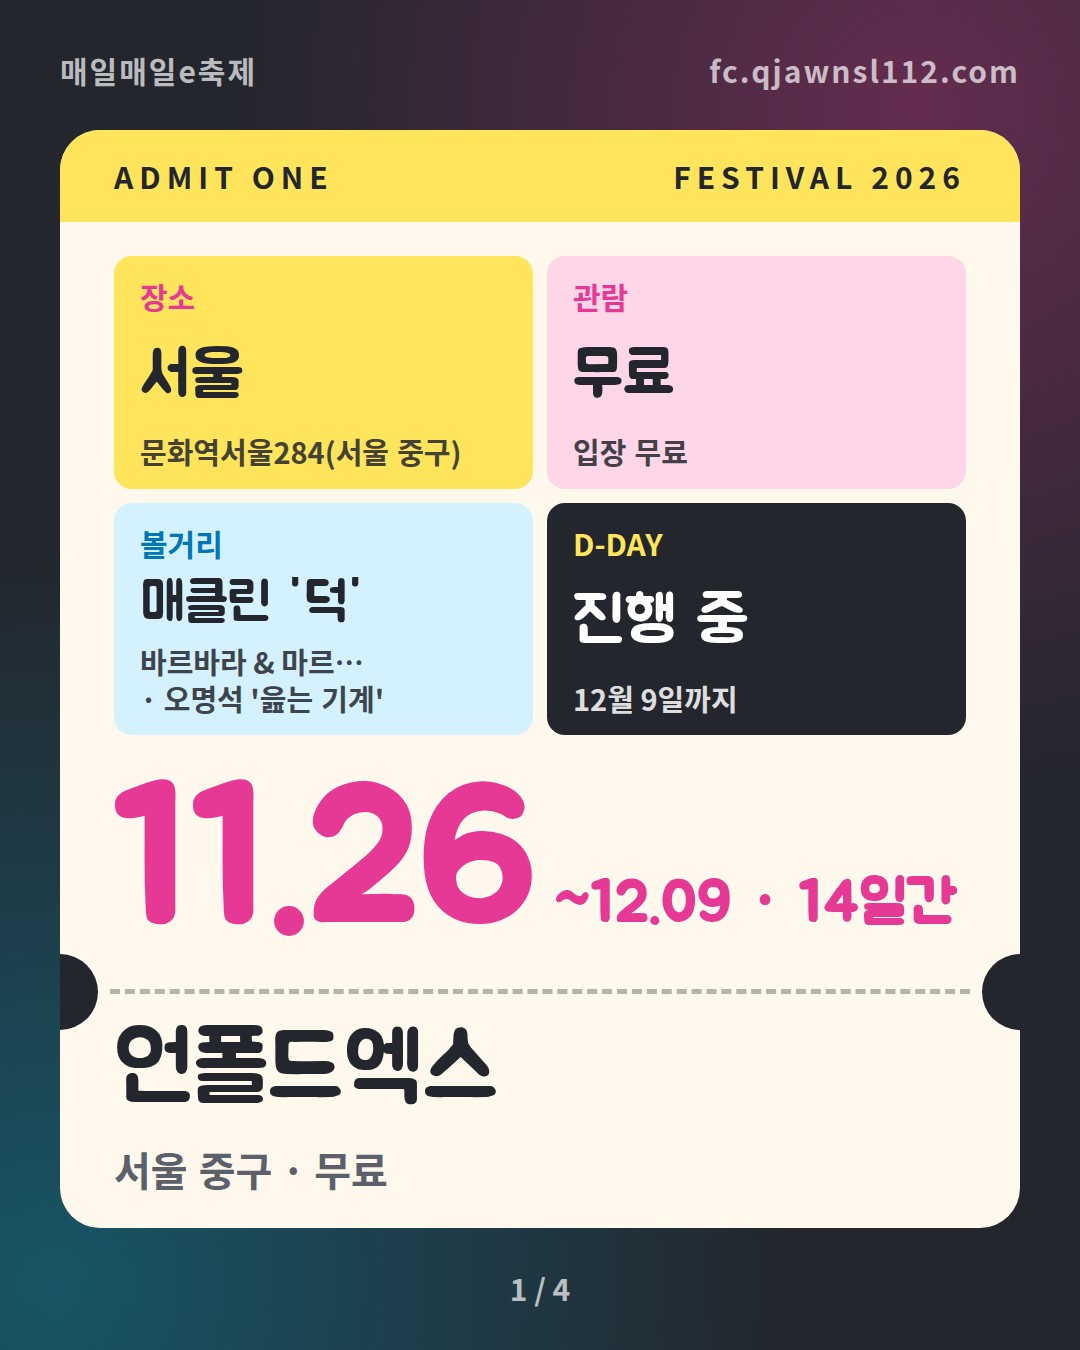 매일매일e축제
fc.qjawnsl112.com
ADMIT ONE
FESTIVAL 2026
장소
서울
문화역서울284(서울 중구)
관람
무료
입장 무료
볼거리
매클린 '덕'
바르바라 & 마르…
· 오명석 '읊는 기계'
D-DAY
진행 중
12월 9일까지
11.26 ~12.09 · 14일간
언폴드엑스
서울 중구 · 무료
1 / 4